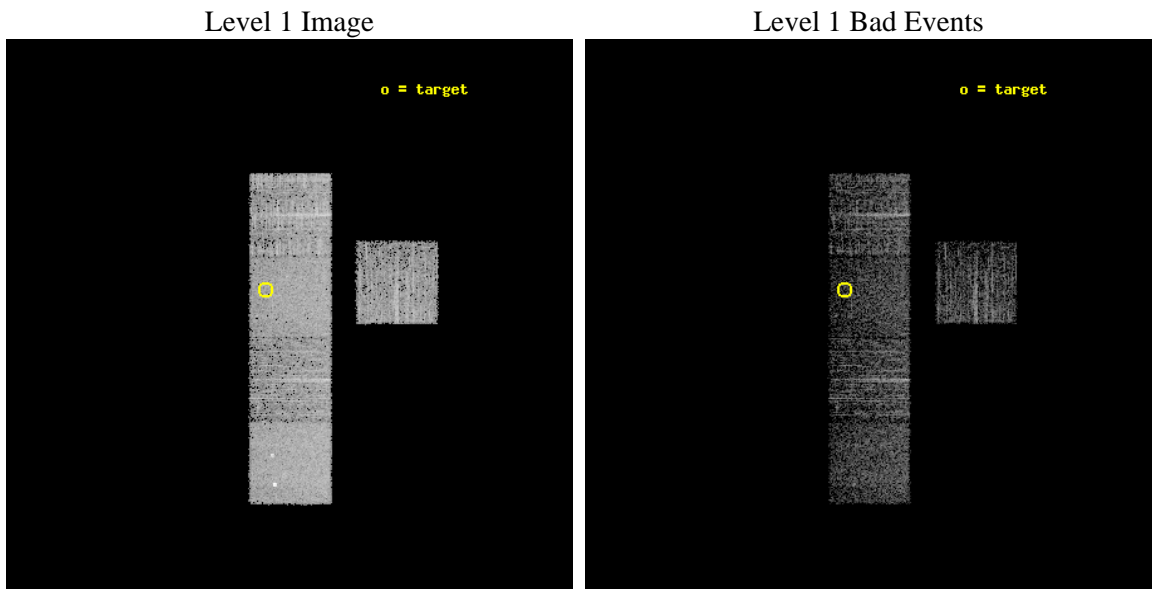 Level 1 Image
Level 1 Bad Events
o = target
o = target